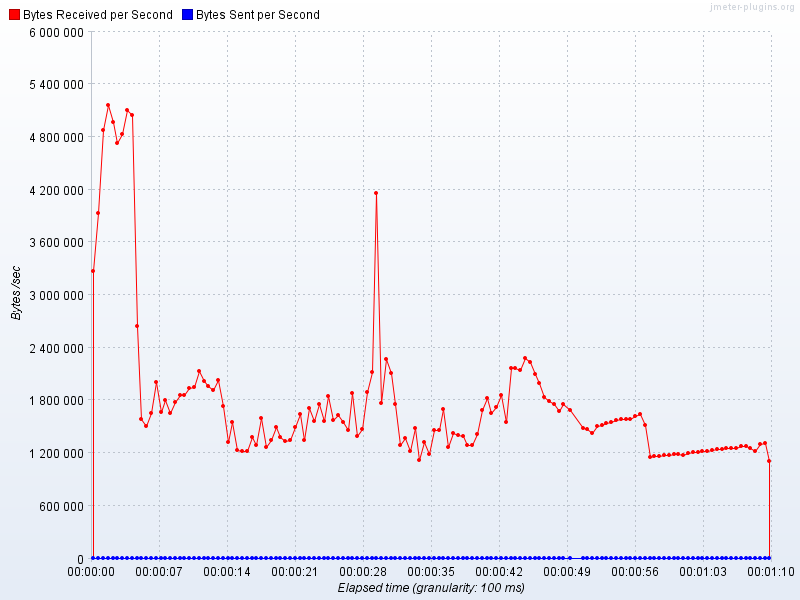 jmeter-plugins.org
Bytes Received per Second Bytes Sent per Second
6 000 000
5 400 000
4 800 000
4 200 000
3 600 000
3 000 000
2 400 000
1 800 000
1 200 000
600 000
0
Bytes /sec
00:00:00 00:00:07 00:00:14 00:00:21 00:00:28 00:00:35 00:00:42 00:00:49 00:00:56 00:01:03 00:01:10
Elapsed time (granularity: 100 ms)